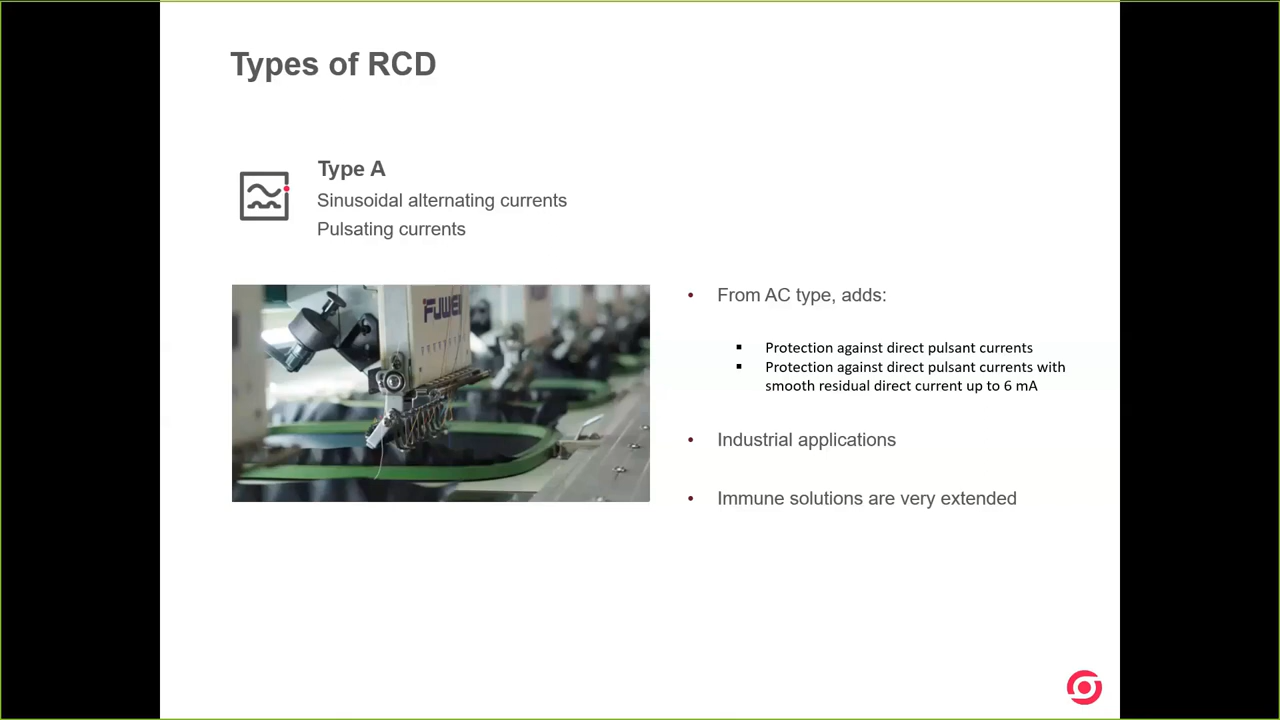 Types of RCD
Type A
Sinusoidal alternating currents
Pulsating currents
FUWEI
• From AC type, adds:
▪ Protection against direct pulsant currents
▪ Protection against direct pulsant currents with
smooth residual direct current up to 6 mA
• Industrial applications
• Immune solutions are very extended